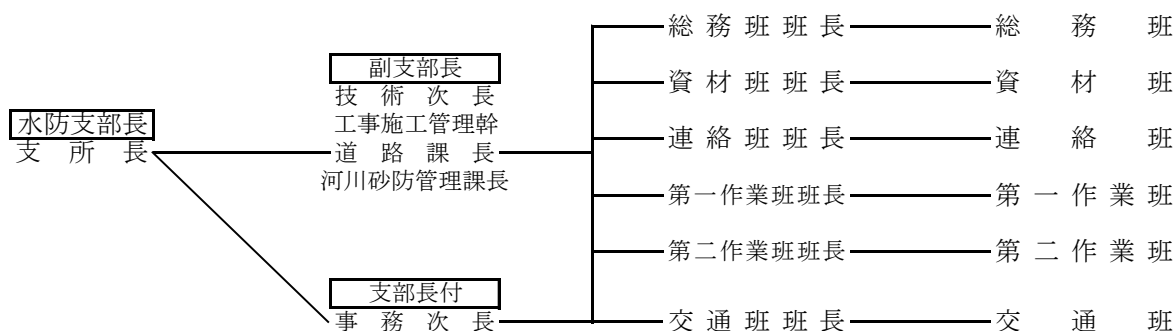 水防支部長
支所長
副支部長
技術次長
工事施工管理幹
道路課長
河川砂防管理課長
支部長付
事務次長
総務班班長 総務班
資材班班長 資材班
連絡班班長 連絡班
第一作業班班長 第一作業班
第二作業班班長 第二作業班
交通班班長 交通班